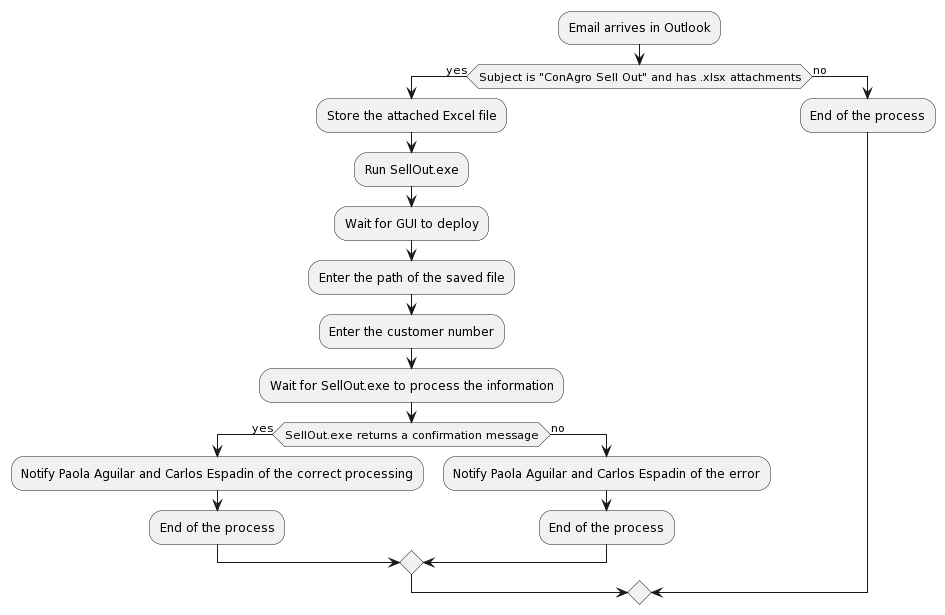 Email arrives in Outlook
yes
Subject is "ConAgro Sell Out" and has .xlsx attachments
no
Store the attached Excel file
End of the process
Run SellOut.exe
Wait for GUI to deploy
Enter the path of the saved file
Enter the customer number
Wait for SellOut.exe to process the information
yes
SellOut.exe returns a confirmation message
no
Notify Paola Aguilar and Carlos Espadin of the correct processing
Notify Paola Aguilar and Carlos Espadin of the error
End of the process
End of the process